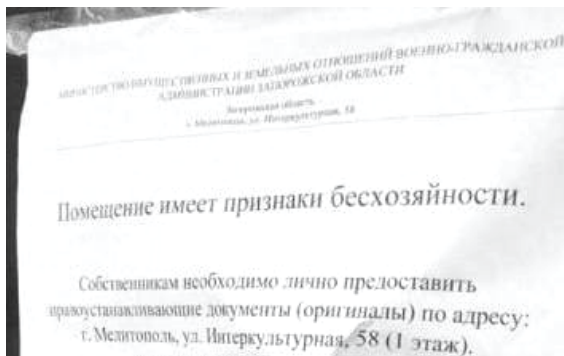 МИНИСТЕРСТВО ИМУЩЕСТВЕННЫХ И ЗЕМЕЛЬНЫХ ОТНОШЕНИЙ ВОЕННО-ГРАЖДАНСКОЙ
АДМИНИСТРАЦИИ ЗАПОРОЖСКОЙ ОБЛАСТИ
Запорожская область
г. Мелитополь, ул. Интеркультурная, 58
Помещение имеет признаки бесхозяйности.
Собственникам необходимо лично предоставить
правоустанавливающие документы (оригиналы) по адресу:
г. Мелитополь, ул. Интеркультурная, 58 (1 этаж).